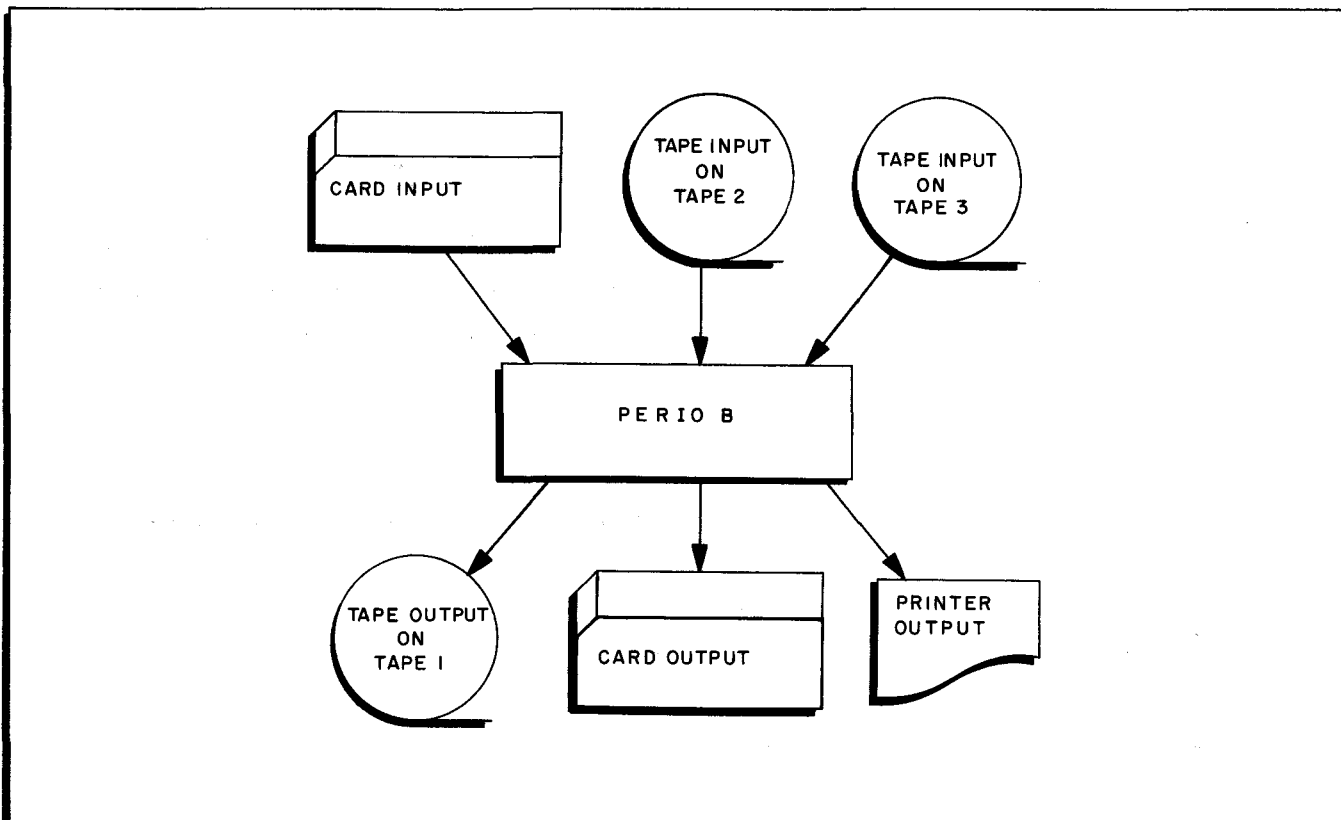 CARD INPUT
TAPE INPUT
ON
TAPE 2
TAPE INPUT
ON
TAPE 3
PERIO B
TAPE OUTPUT
ON
TAPE 1
CARD OUTPUT
PRINTER
OUTPUT